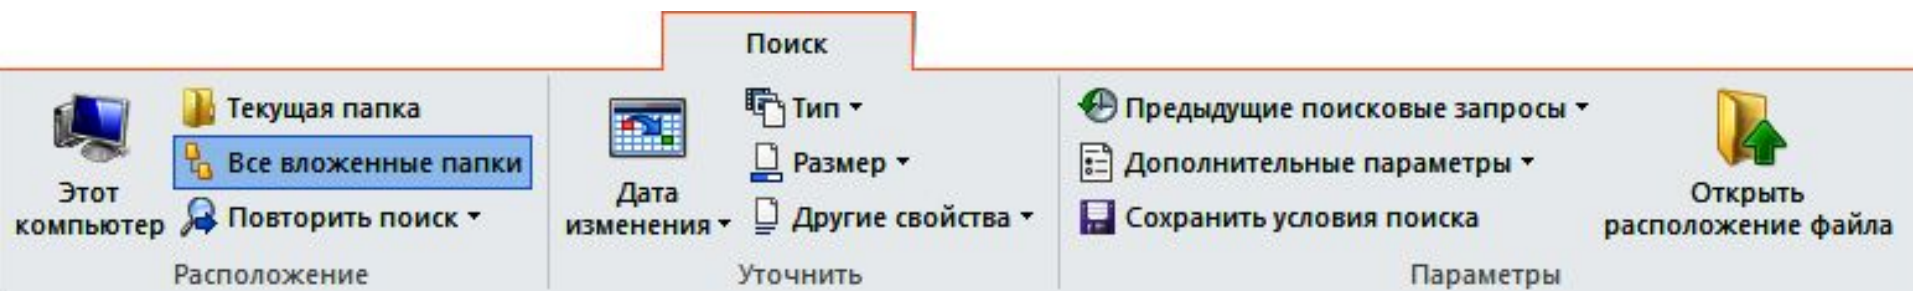 Поиск
Этот
компьютер
Текущая папка
Все вложенные папки
Повторить поиск
Расположение
Дата
изменения
Тип
Размер
Другие свойства
Уточнить
Предыдущие поисковые запросы
Дополнительные параметры
Сохранить условия поиска
Открыть
расположение файла
Параметры